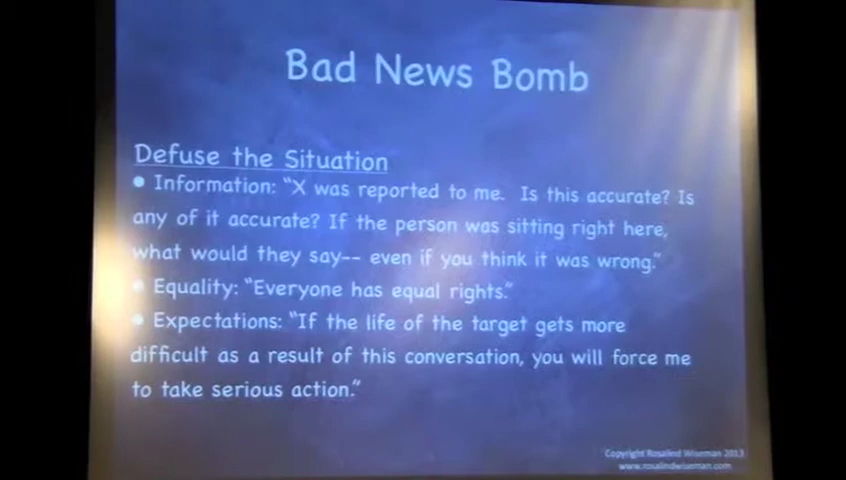 Bad News Bomb
Defuse the Situation
• Information: “X was reported to me. Is this accurate? Is
any of it accurate? If the person was sitting right here,
what would they say-- even if you think it was wrong.”
• Equality: “Everyone has equal rights.”
• Expectations: “If the life of the target gets more
difficult as a result of this conversation, you will force me
to take serious action.”
Copyright Rosalind Wiseman 2013
www.rosalindwiseman.com